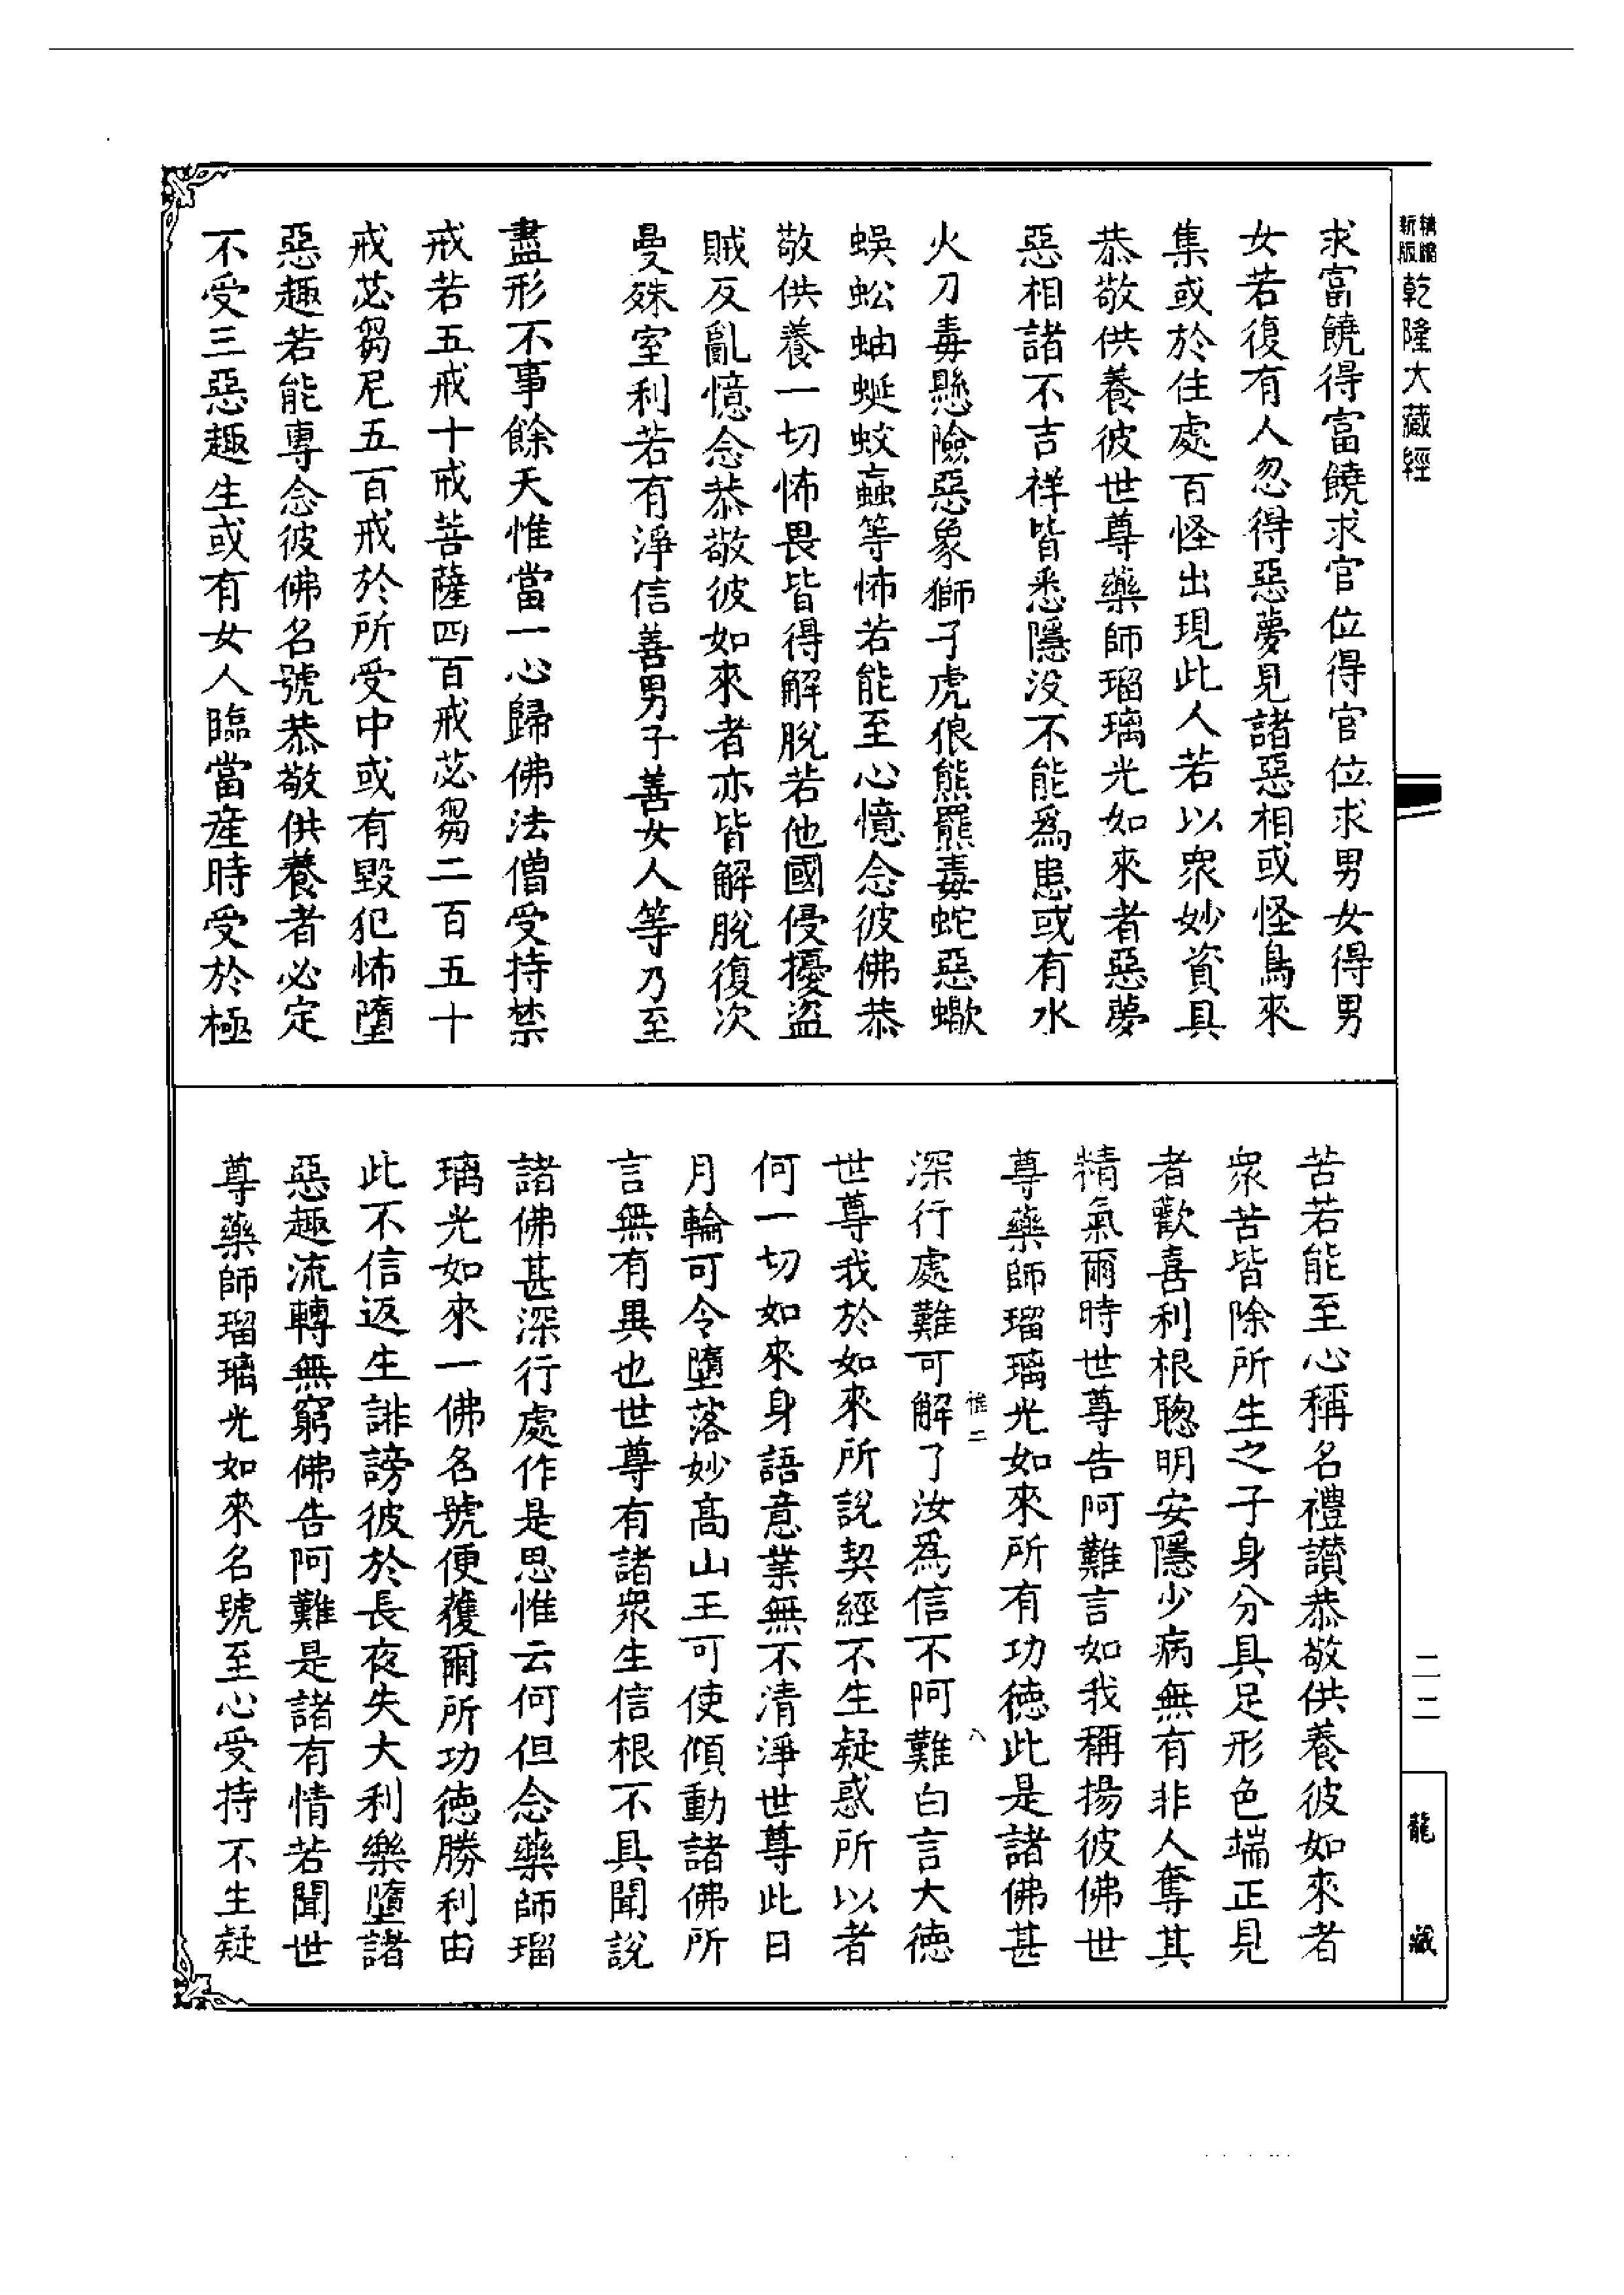 精縮新版
乾隆大藏經
求富饒得富饒求官位得官位求男女得男
女若復有人忽得惡夢見諸惡相或怪鳥來
集或於住處百怪出現此人若以衆妙資具
恭敬供養彼世尊藥師瑠璃光如來者惡夢
惡相諸不吉祥皆悉隱没不能爲患或有水
火刀毒懸險惡象獅子虎狼熊羆毒蛇惡蠍
蜈蚣蚰蜒蚊蝱等怖若能至心憶念彼佛恭
敬供養一切怖畏皆得解脫若他國侵擾盜
賊反亂憶念恭敬彼如來者亦皆解脫復次
曼殊室利若有淨信善男子善女人等乃至
盡形不事餘天惟當一心歸佛法僧受持禁
戒若五戒十戒菩薩四百戒苾芻二百五十
戒苾芻尼五百戒於所受中或有毀犯怖墮
惡趣若能專念彼佛名號恭敬供養者必定
不受三惡趣生或有女人臨當産時受於極
苦若能至心稱名禮讃恭敬供養彼如來者
衆苦皆除所生之子身分具足形色端正見
者歡喜利根聰明安隱少病無有非人奪其
精氣爾時世尊告阿難言如我稱揚彼佛世
尊藥師瑠璃光如來所有功德此是諸佛甚
惟二 八
深行處難可解了汝爲信不阿難白言大德
世尊我於如來所說契經不生疑惑所以者
何一切如來身語意業無不清淨世尊此日
月輪可令墮落妙高山王可使傾動諸佛所
言無有異也世尊有諸衆生信根不具聞說
諸佛甚深行處作是思惟云何但念藥師瑠
璃光如來一佛名號便獲爾所功德勝利由
此不信返生誹謗彼於長夜失大利樂墮諸
惡趣流轉無窮佛告阿難是諸有情若聞世
尊藥師瑠璃光如來名號至心受持不生疑
二二
龍藏